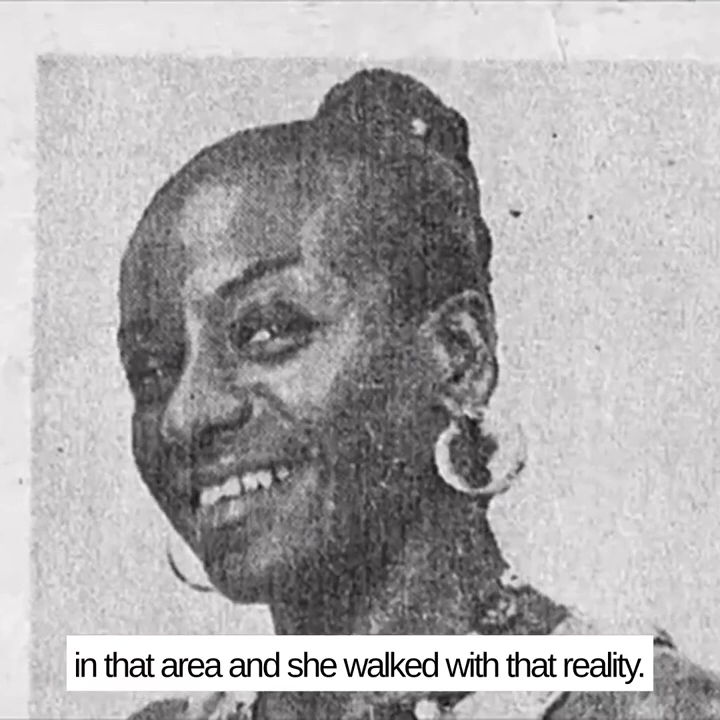 in that area and she walked with that reality.